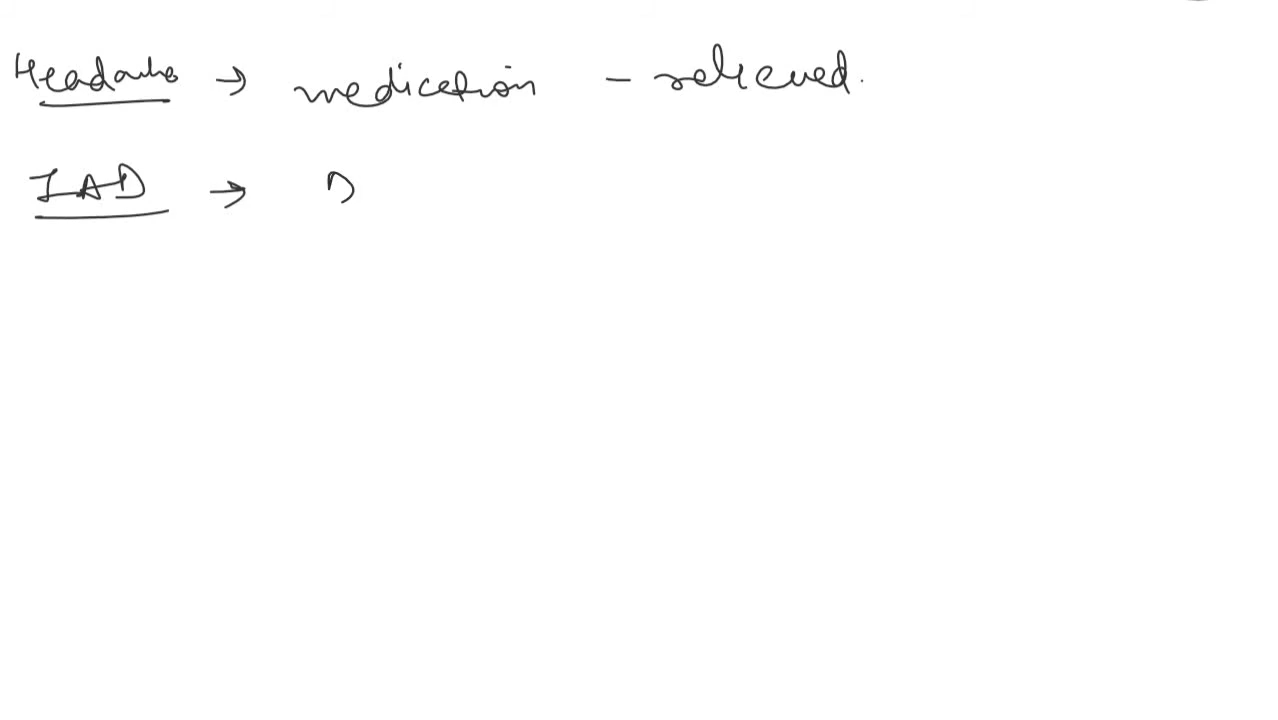 Headache → medication – relieved.
IAD →